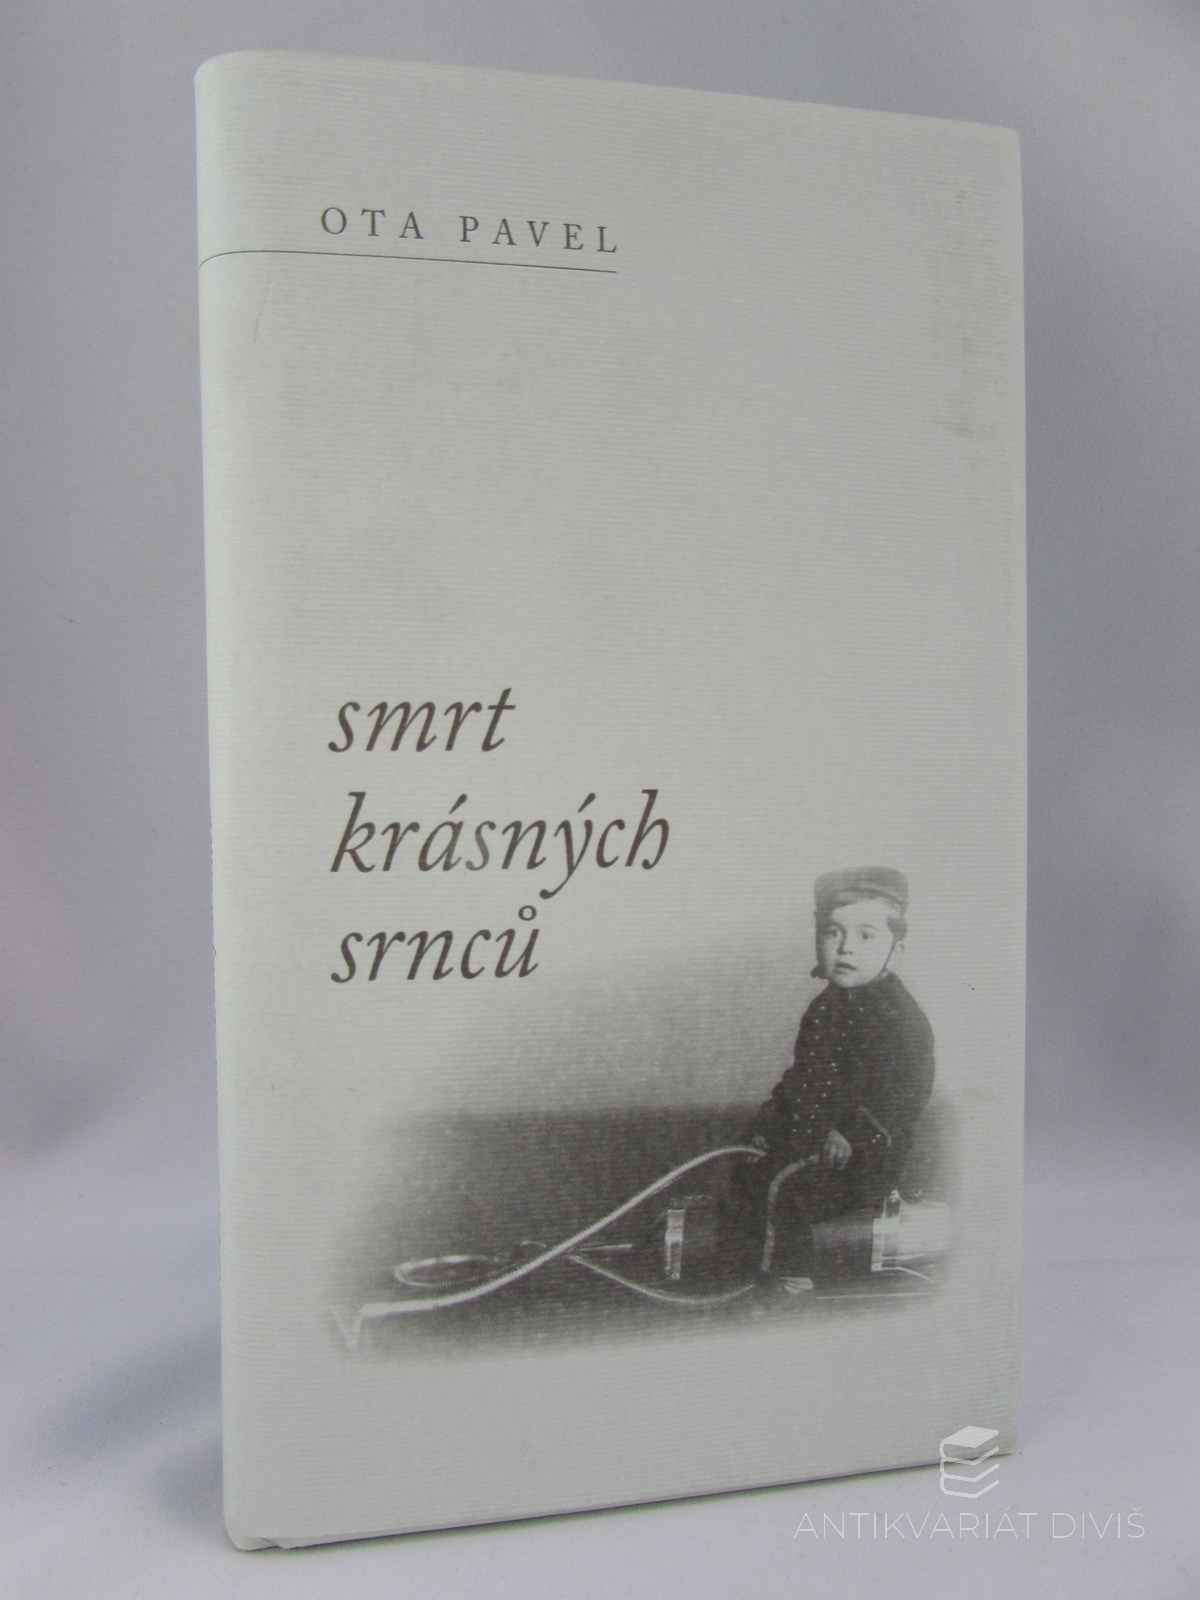 OTA PAVEL
smrt
krásných
srnců
ANTIKVARIÁT DIVIŠ